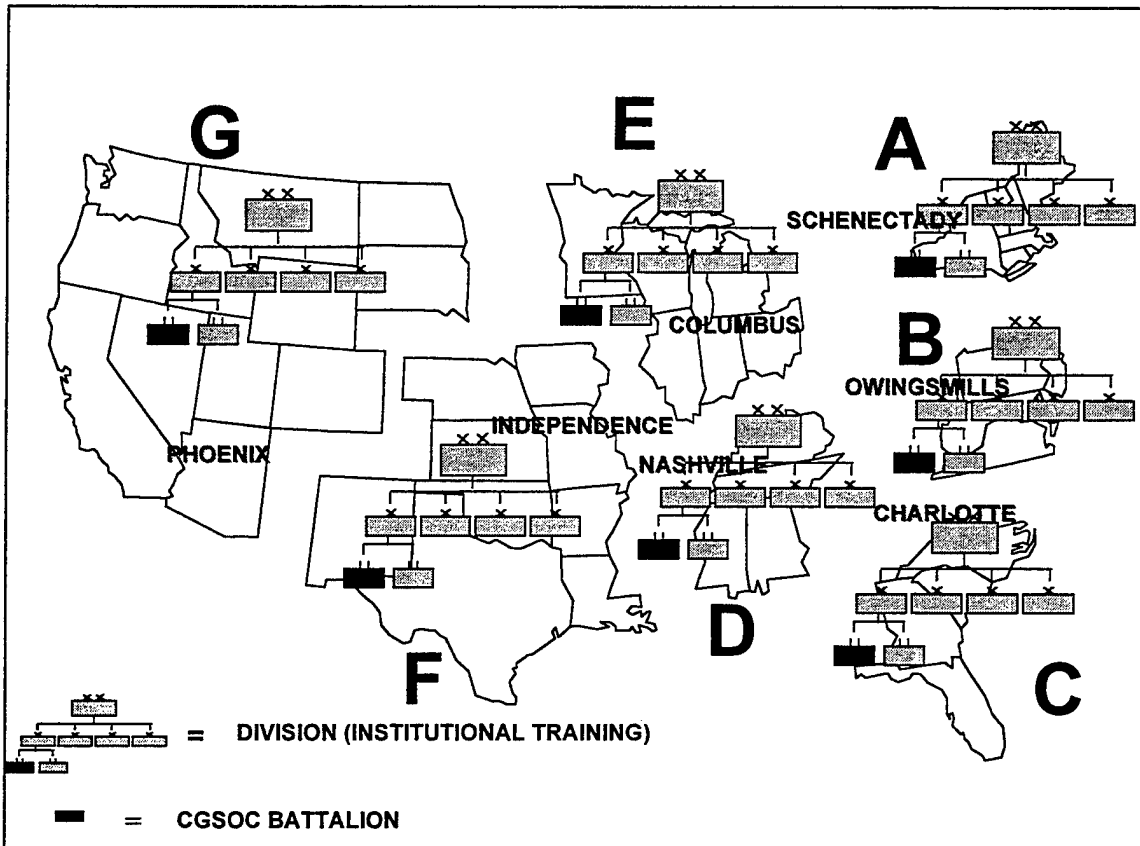 G
E
A
SCHENECTADY
COLUMBUS
B
OWINGSMILLS
INDEPENDENCE
PHOENIX
NASHVILLE
CHARLOTTE
D
F
C
= DIVISION (INSTITUTIONAL TRAINING)
= CGSOC BATTALION